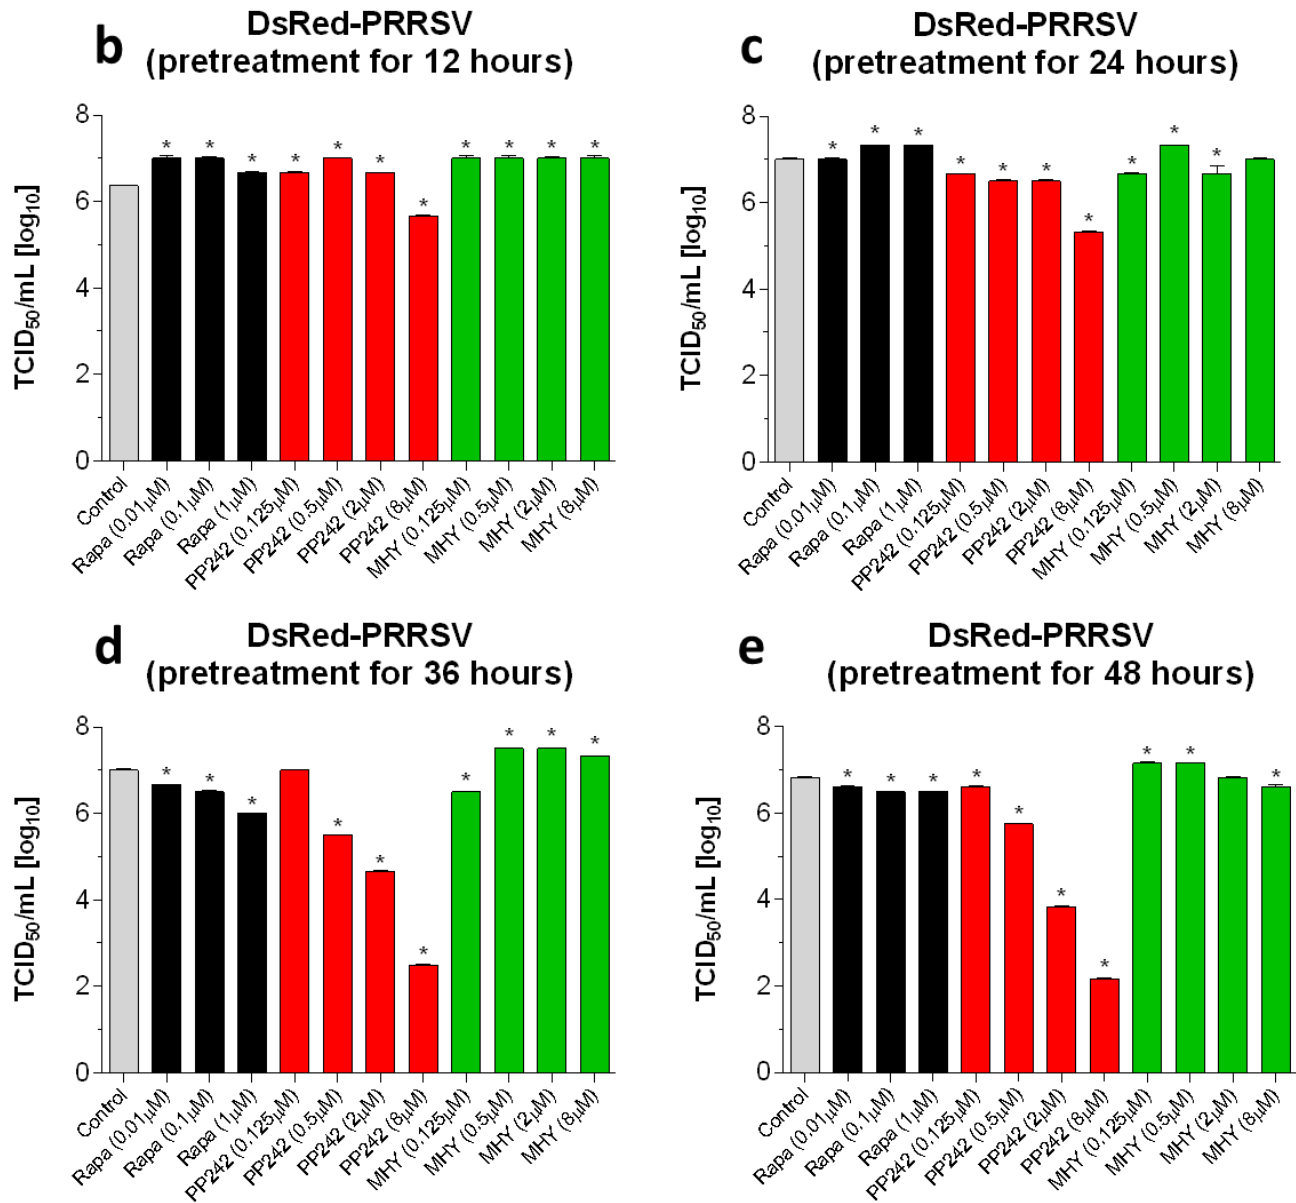 b
DsRed-PRRSV
(pretreatment for 12 hours)
TCID₅₀/mL [log₁₀]
8
6
4
2
0
* * * * * * * * * * *
Control
Rapa (0.01μM)
Rapa (0.1μM)
Rapa (1μM)
PP242 (0.125μM)
PP242 (0.5μM)
PP242 (2μM)
PP242 (8μM)
MHY (0.125μM)
MHY (0.5μM)
MHY (2μM)
MHY (8μM)
c
DsRed-PRRSV
(pretreatment for 24 hours)
TCID₅₀/mL [log₁₀]
8
6
4
2
0
* * * * * * * * * *
Control
Rapa (0.01μM)
Rapa (0.1μM)
Rapa (1μM)
PP242 (0.125μM)
PP242 (0.5μM)
PP242 (2μM)
PP242 (8μM)
MHY (0.125μM)
MHY (0.5μM)
MHY (2μM)
MHY (8μM)
d
DsRed-PRRSV
(pretreatment for 36 hours)
TCID₅₀/mL [log₁₀]
8
6
4
2
0
* * * * * * * * * *
Control
Rapa (0.01μM)
Rapa (0.1μM)
Rapa (1μM)
PP242 (0.125μM)
PP242 (0.5μM)
PP242 (2μM)
PP242 (8μM)
MHY (0.125μM)
MHY (0.5μM)
MHY (2μM)
MHY (8μM)
e
DsRed-PRRSV
(pretreatment for 48 hours)
TCID₅₀/mL [log₁₀]
8
6
4
2
0
* * * * * * * * * *
Control
Rapa (0.01μM)
Rapa (0.1μM)
Rapa (1μM)
PP242 (0.125μM)
PP242 (0.5μM)
PP242 (2μM)
PP242 (8μM)
MHY (0.125μM)
MHY (0.5μM)
MHY (2μM)
MHY (8μM)